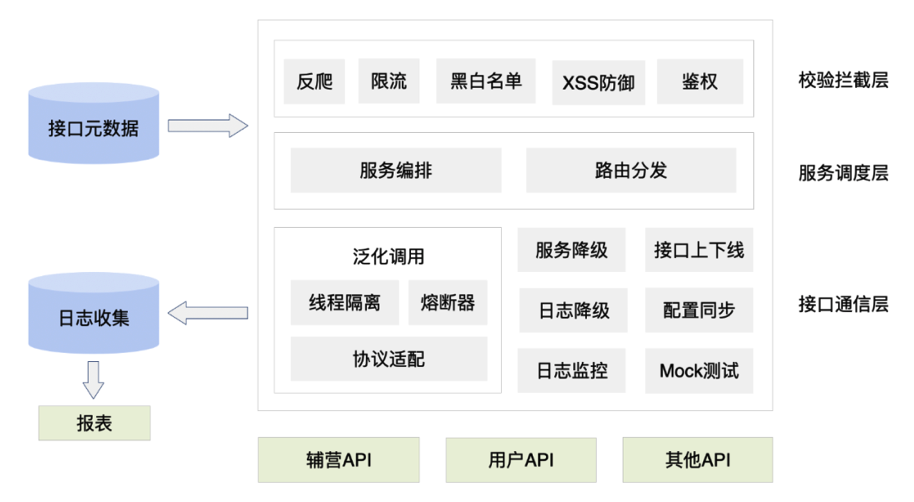 反爬
限流
黑白名单
XSS防御
鉴权
校验拦截层
接口元数据
服务编排
路由分发
服务调度层
泛化调用
服务降级
接口上下线
线程隔离
熔断器
日志降级
配置同步
接口通信层
日志收集
协议适配
日志监控
Mock测试
报表
辅营API
用户API
其他API